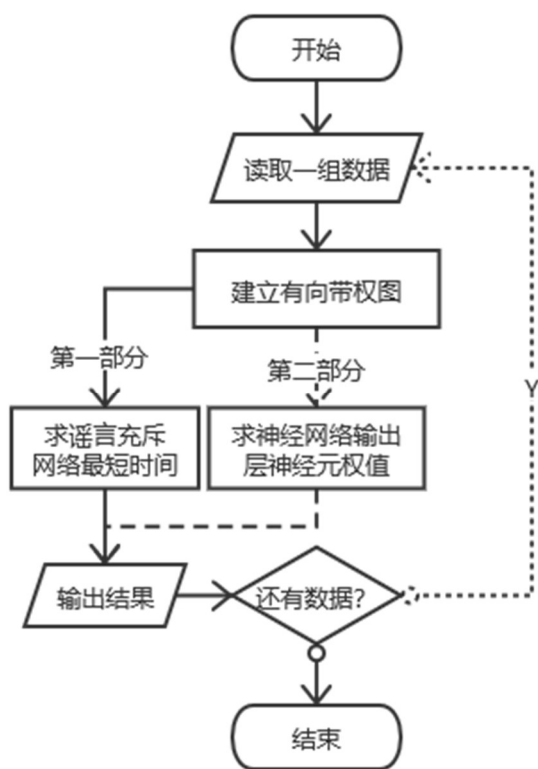 开始
读取一组数据
建立有向带权图
第一部分
第二部分
求谣言充斥
网络最短时间
求神经网络输出
层神经元权值
Y
输出结果
还有数据?
结束